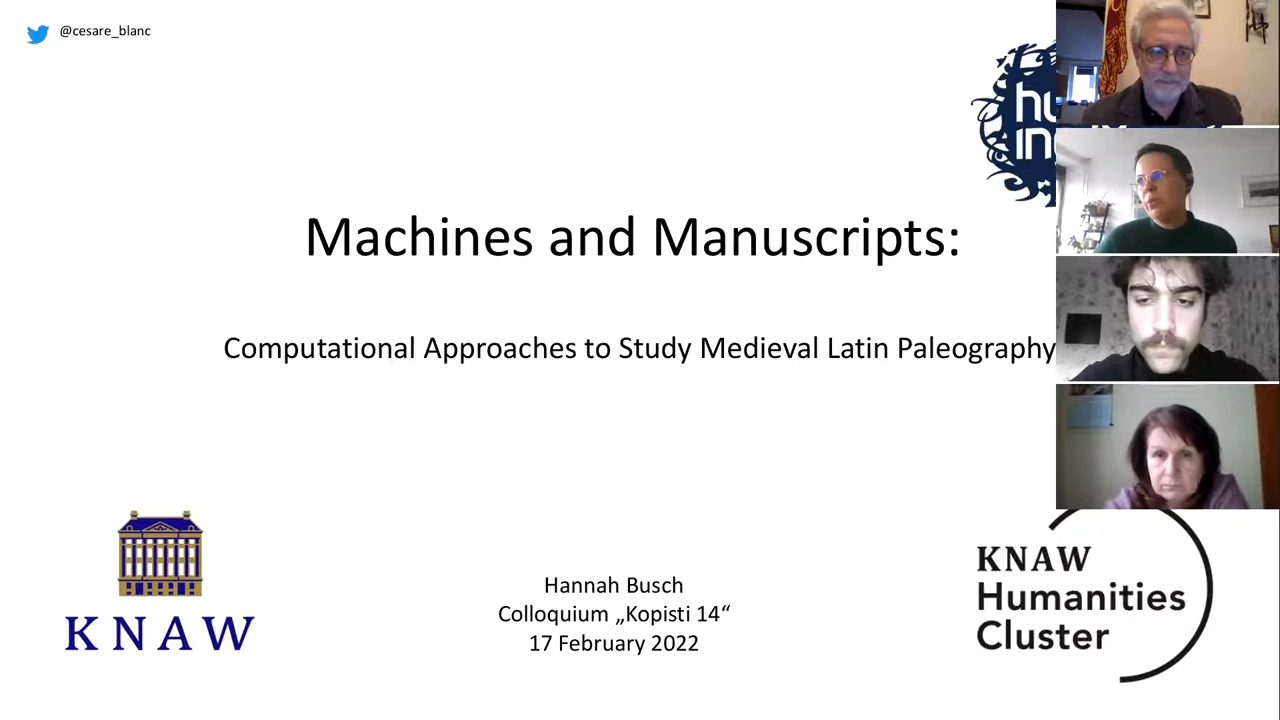 @cesare_blanc
Machines and Manuscripts:
Computational Approaches to Study Medieval Latin Paleography
KNAW
Hannah Busch
Colloquium „Kopisti 14“
17 February 2022
KNAW
Humanities
Cluster